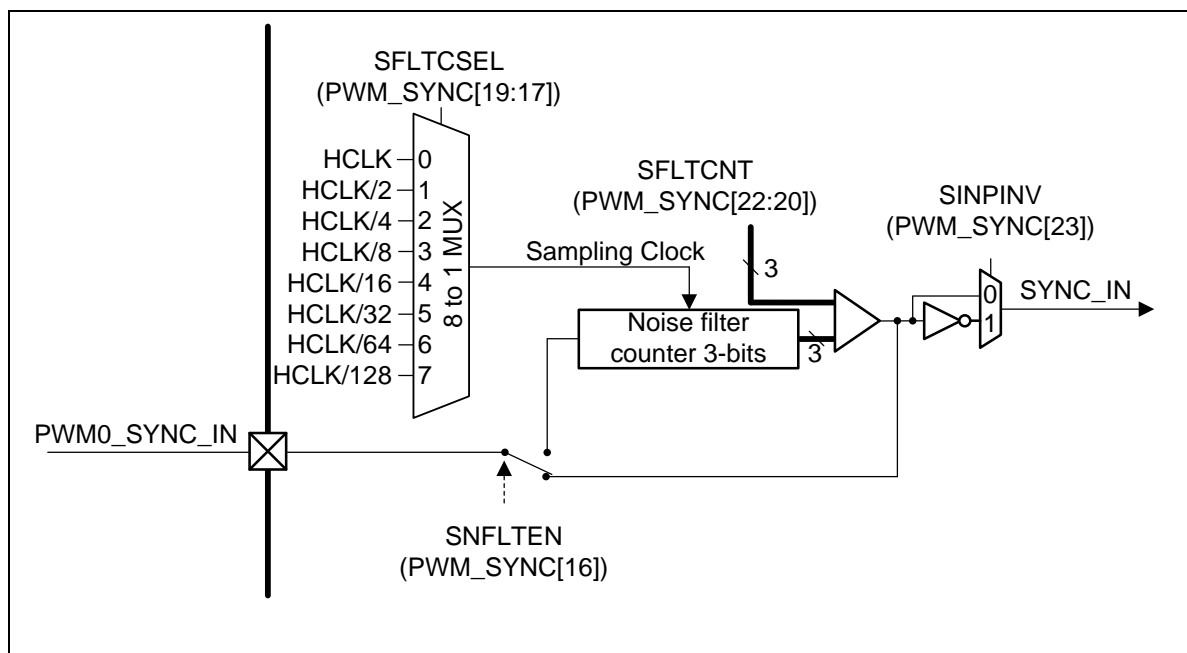 SFLTCSEL
(PWM_SYNC[19:17])
HCLK 0
HCLK/2 1
HCLK/4 2
HCLK/8 3
HCLK/16 4
HCLK/32 5
HCLK/64 6
HCLK/128 7
8 to 1 MUX
Sampling Clock
SFLTCNT
(PWM_SYNC[22:20])
3
Noise filter
counter 3-bits
3
SINPINV
(PWM_SYNC[23])
0
1
SYNC_IN
PWM0_SYNC_IN
SNFLTEN
(PWM_SYNC[16])